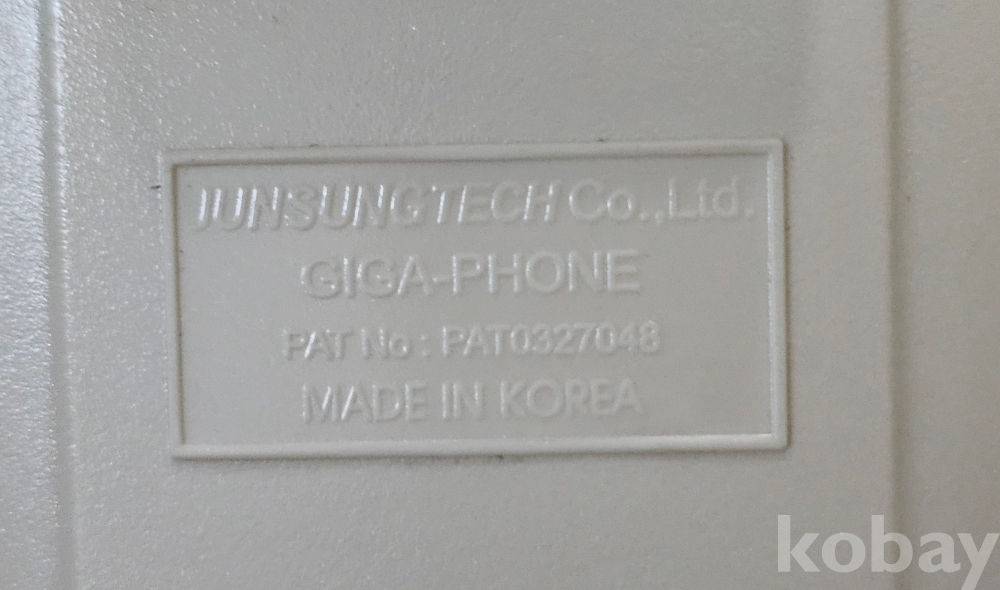 JUNSUNGTECH Co.,Ltd.
GIGA-PHONE
PAT No : PAT0327048
MADE IN KOREA
kobay